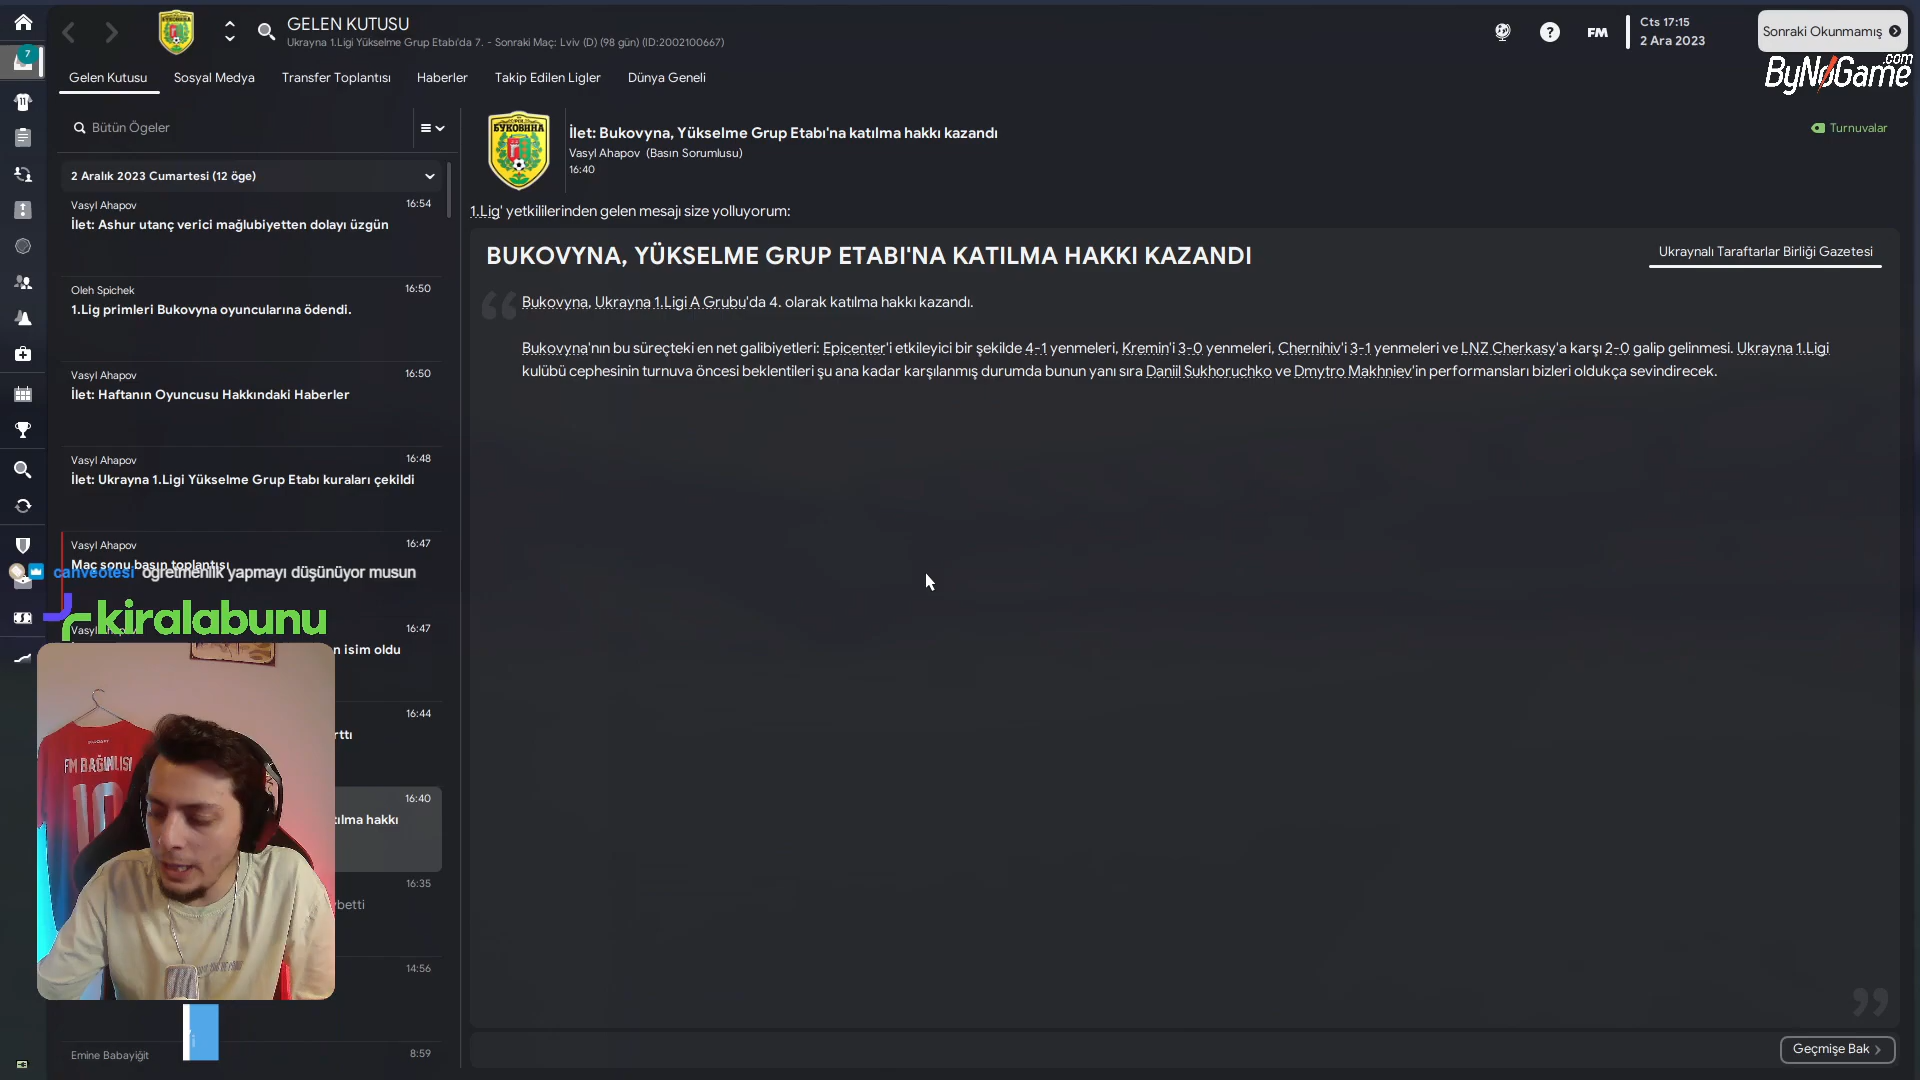 GELEN KUTUSU
Ukrayna 1.Ligi Yükselme Grup Etabı'da 7. - Sonraki Maç: Lviv (D) (98 gün) (ID:2002100667)
7
?
FM
Cts 17:15
2 Ara 2023
Sonraki Okunmamış
ByNoGame
.com
Gelen Kutusu
Sosyal Medya
Transfer Toplantısı
Haberler
Takip Edilen Ligler
Dünya Geneli
Bütün Ögeler
БУКОВИНА
İlet: Bukovyna, Yükselme Grup Etabı'na katılma hakkı kazandı
Vasyl Ahapov (Basın Sorumlusu)
16:40
Turnuvalar
2 Aralık 2023 Cumartesi (12 öge)
Vasyl Ahapov
16:54
İlet: Ashur utanç verici mağlubiyetten dolayı üzgün
Oleh Spichek
16:50
1.Lig primleri Bukovyna oyuncularına ödendi.
Vasyl Ahapov
16:50
İlet: Haftanın Oyuncusu Hakkındaki Haberler
Vasyl Ahapov
16:48
İlet: Ukrayna 1.Ligi Yükselme Grup Etabı kuraları çekildi
Vasyl Ahapov
16:47
Maç sonu basın toplantısı
canveotesi öğretmenlik yapmayı düşünüyor musun
kiralabunu
16:47
n isim oldu
16:44
rttı
16:40
tılma hakkı
16:35
betti
14:56
Emine Babayiğit
8:59
FM BAĞIMLISI
10
1.Lig' yetkililerinden gelen mesajı size yolluyorum:
BUKOVYNA, YÜKSELME GRUP ETABI'NA KATILMA HAKKI KAZANDI
Ukraynalı Taraftarlar Birliği Gazetesi
Bukovyna, Ukrayna 1.Ligi A Grubu'da 4. olarak katılma hakkı kazandı.
Bukovyna'nın bu süreçteki en net galibiyetleri: Epicenter'i etkileyici bir şekilde 4-1 yenmeleri, Kremin'i 3-0 yenmeleri, Chernihiv'i 3-1 yenmeleri ve LNZ Cherkasy'a karşı 2-0 galip gelinmesi. Ukrayna 1.Ligi
kulübü cephesinin turnuva öncesi beklentileri şu ana kadar karşılanmış durumda bunun yanı sıra Daniil Sukhoruchko ve Dmytro Makhniev'in performansları bizleri oldukça sevindirecek.
Geçmişe Bak